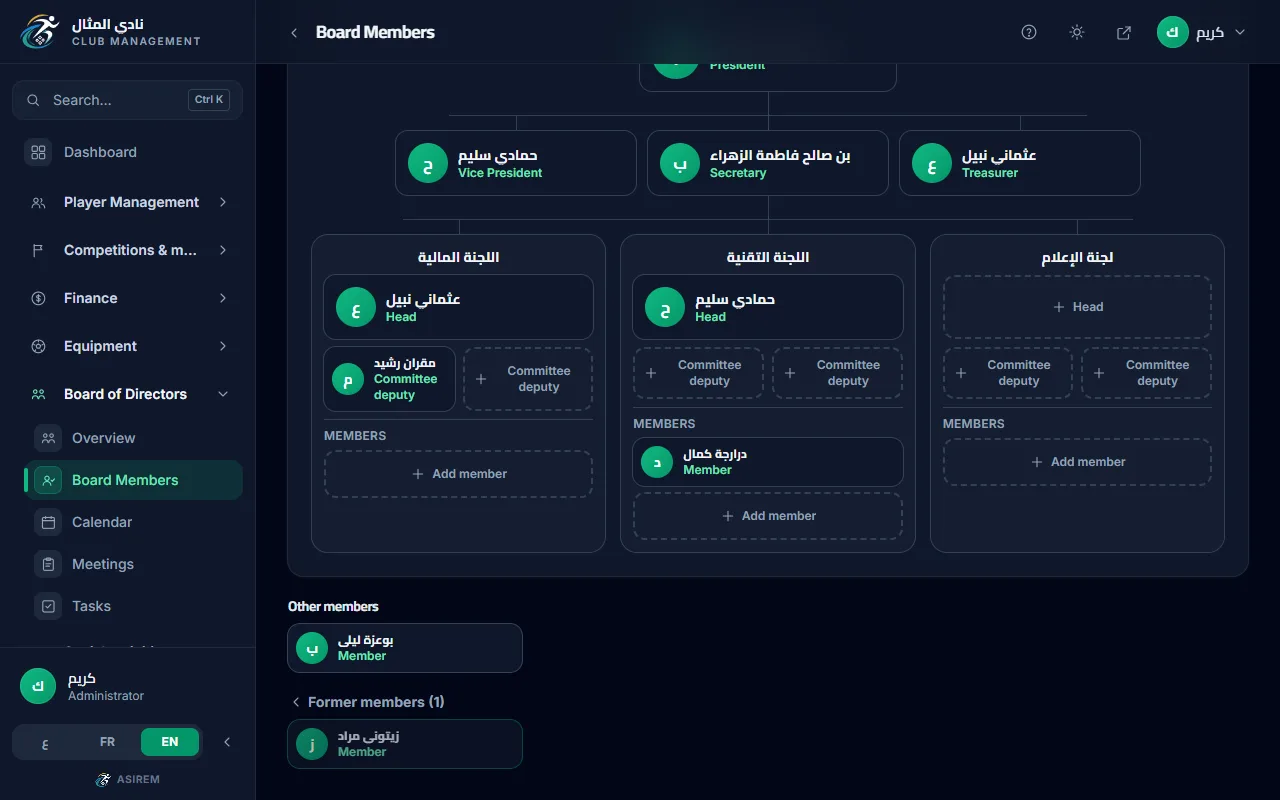 نادي المثال
CLUB MANAGEMENT
Search...
Ctrl K
Dashboard
Player Management
Competitions & m...
Finance
Equipment
Board of Directors
Overview
Board Members
Calendar
Meetings
Tasks
ك
كريم
Administrator
ع
FR
EN
ASIREM
Board Members
ك
كريم
President
ح
حمادي سليم
Vice President
ب
بن صالح فاطمة الزهراء
Secretary
ع
عثماني نبيل
Treasurer
اللجنة المالية
ع
عثماني نبيل
Head
م
مقران رشيد
Committee
deputy
Committee
deputy
MEMBERS
Add member
اللجنة التقنية
ح
حمادي سليم
Head
Committee
deputy
Committee
deputy
MEMBERS
د
درارجة كمال
Member
Add member
لجنة الإعلام
Head
Committee
deputy
Committee
deputy
MEMBERS
Add member
Other members
ب
بوعزة ليلى
Member
Former members (1)
ز
زيتوني مراد
Member